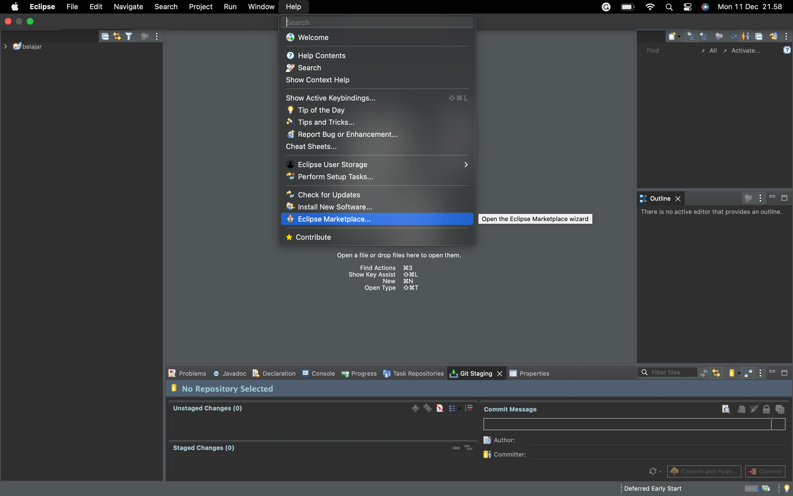 Eclipse File Edit Navigate Search Project Run Window Help Mon 11 Dec 21.58
Search
Welcome
Help Contents
Search
Show Context Help
Show Active Keybindings... ⇧⌘L
Tip of the Day
Tips and Tricks...
Report Bug or Enhancement...
Cheat Sheets...
Eclipse User Storage
Perform Setup Tasks...
Check for Updates
Install New Software...
Eclipse Marketplace...
Contribute
Open the Eclipse Marketplace wizard
belajar
Find All Activate...
Outline
There is no active editor that provides an outline.
Open a file or drop files here to open them.
Find Actions ⌘3
Show Key Assist ⇧⌘L
New ⌘N
Open Type ⇧⌘T
Problems Javadoc Declaration Console Progress Task Repositories Git Staging Properties
Filter files
No Repository Selected
Unstaged Changes (0)
Staged Changes (0)
Commit Message
Author:
Committer:
Commit and Push...
Commit
Deferred Early Start